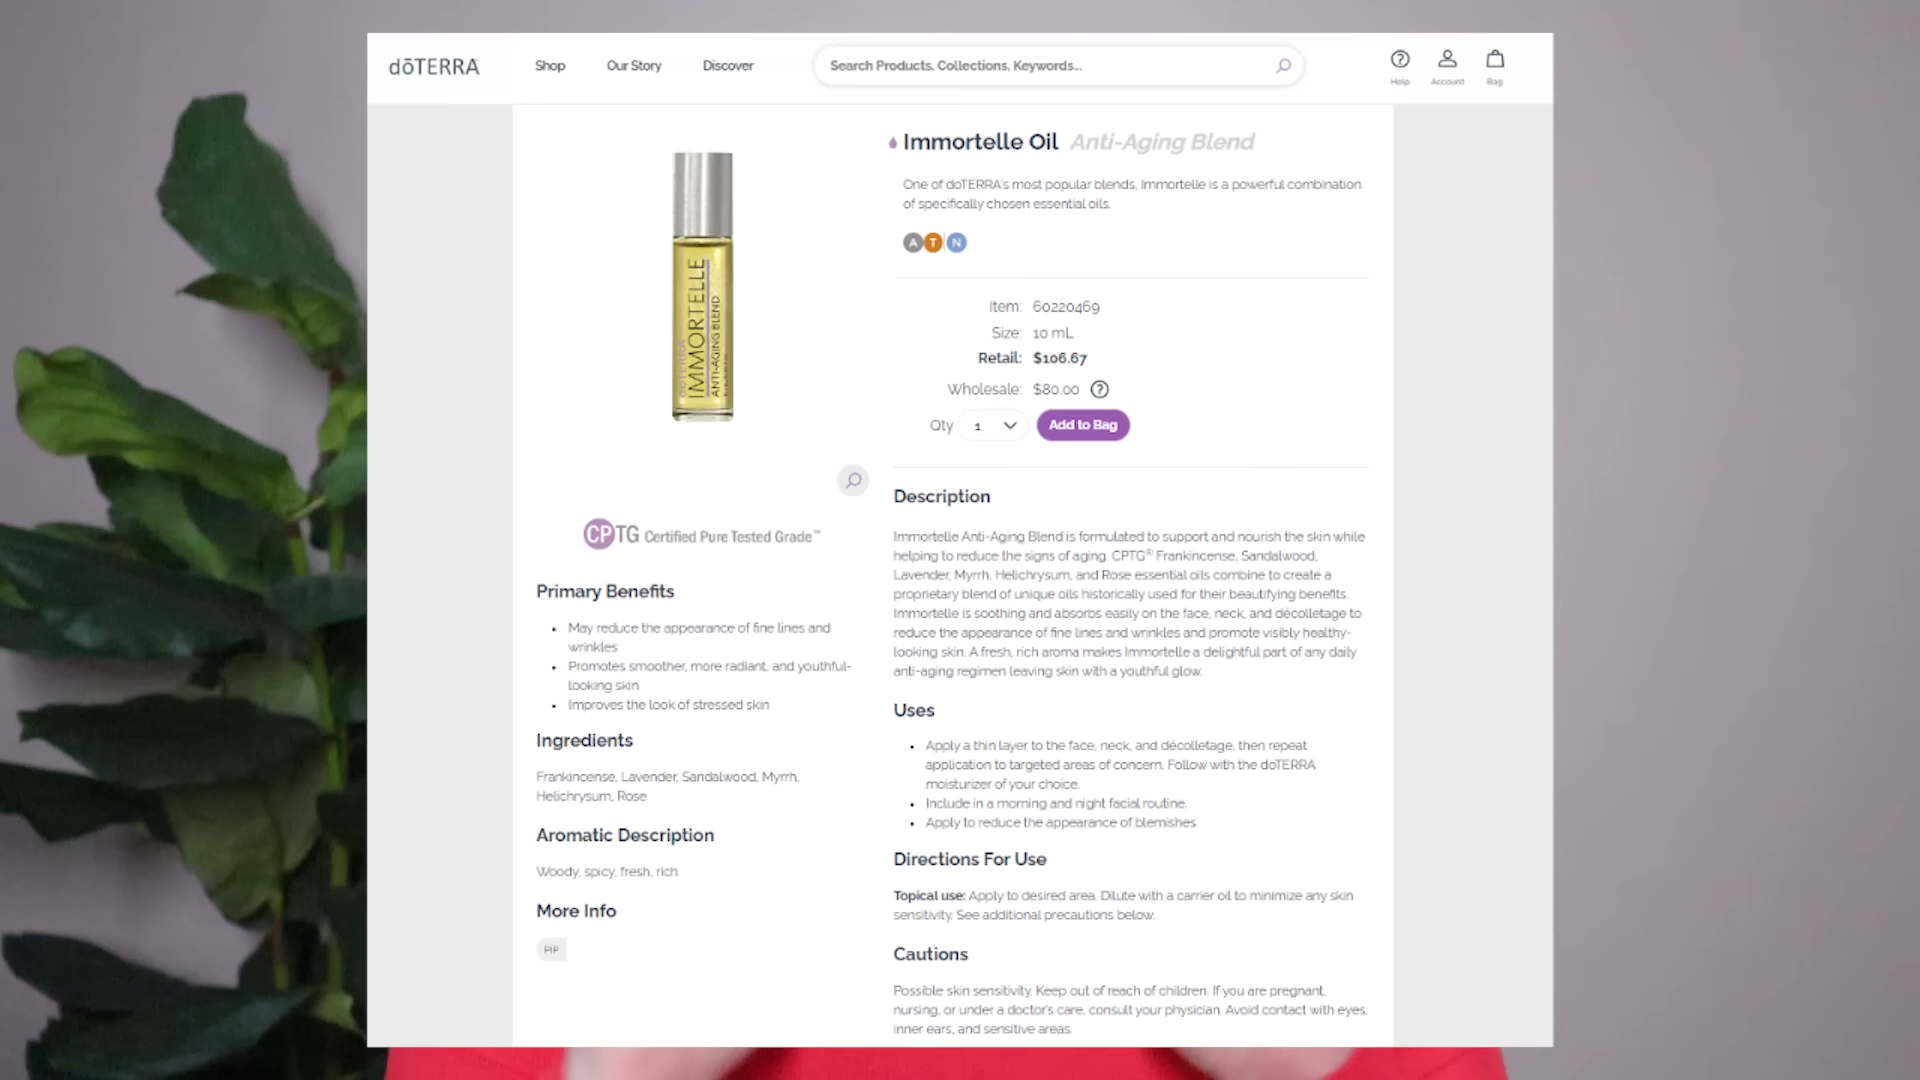 dōTERRA
Shop
Our Story
Discover
Search Products, Collections, Keywords...
Help
Account
Bag
Immortelle Oil Anti-Aging Blend
One of doTERRA's most popular blends, Immortelle is a powerful combination
of specifically chosen essential oils.
A T N
Item: 60220469
Size: 10 mL
Retail: $106.67
Wholesale: $80.00 ?
Qty 1 Add to Bag
dōTERRA
IMMORTELLE
ANTI-AGING BLEND
CPTG Certified Pure Tested Grade™
Primary Benefits
• May reduce the appearance of fine lines and
wrinkles
• Promotes smoother, more radiant, and youthful-
looking skin
• Improves the look of stressed skin
Ingredients
Frankincense, Lavender, Sandalwood, Myrrh,
Helichrysum, Rose
Aromatic Description
Woody, spicy, fresh, rich
More Info
PIP
Description
Immortelle Anti-Aging Blend is formulated to support and nourish the skin while
helping to reduce the signs of aging. CPTG® Frankincense, Sandalwood,
Lavender, Myrrh, Helichrysum, and Rose essential oils combine to create a
proprietary blend of unique oils historically used for their beautifying benefits.
Immortelle is soothing and absorbs easily on the face, neck, and décolletage to
reduce the appearance of fine lines and wrinkles and promote visibly healthy-
looking skin. A fresh, rich aroma makes Immortelle a delightful part of any daily
anti-aging regimen leaving skin with a youthful glow.
Uses
• Apply a thin layer to the face, neck, and décolletage, then repeat
application to targeted areas of concern. Follow with the doTERRA
moisturizer of your choice.
• Include in a morning and night facial routine.
• Apply to reduce the appearance of blemishes.
Directions For Use
Topical use: Apply to desired area. Dilute with a carrier oil to minimize any skin
sensitivity. See additional precautions below.
Cautions
Possible skin sensitivity. Keep out of reach of children. If you are pregnant,
nursing, or under a doctor's care, consult your physician. Avoid contact with eyes,
inner ears, and sensitive areas.